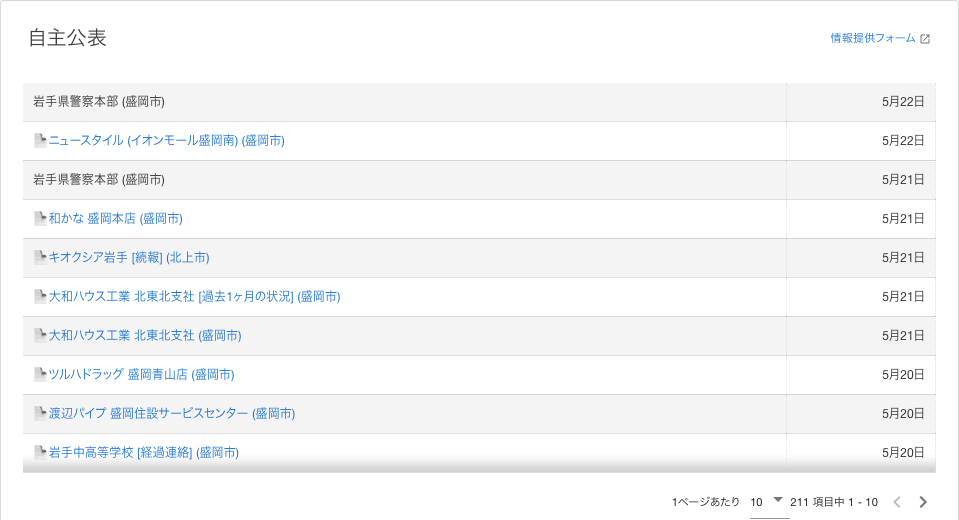 自主公表
情報提供フォーム
岩手県警察本部 (盛岡市) 5月22日
ニュースタイル (イオンモール盛岡南) (盛岡市) 5月22日
岩手県警察本部 (盛岡市) 5月21日
和かな 盛岡本店 (盛岡市) 5月21日
キオクシア岩手 [続報] (北上市) 5月21日
大和ハウス工業 北東北支社 [過去1ヶ月の状況] (盛岡市) 5月21日
大和ハウス工業 北東北支社 (盛岡市) 5月21日
ツルハドラッグ 盛岡青山店 (盛岡市) 5月20日
渡辺パイプ 盛岡住設サービスセンター (盛岡市) 5月20日
岩手中高等学校 [経過連絡] (盛岡市) 5月20日
1ページあたり 10 211 項目中 1 - 10